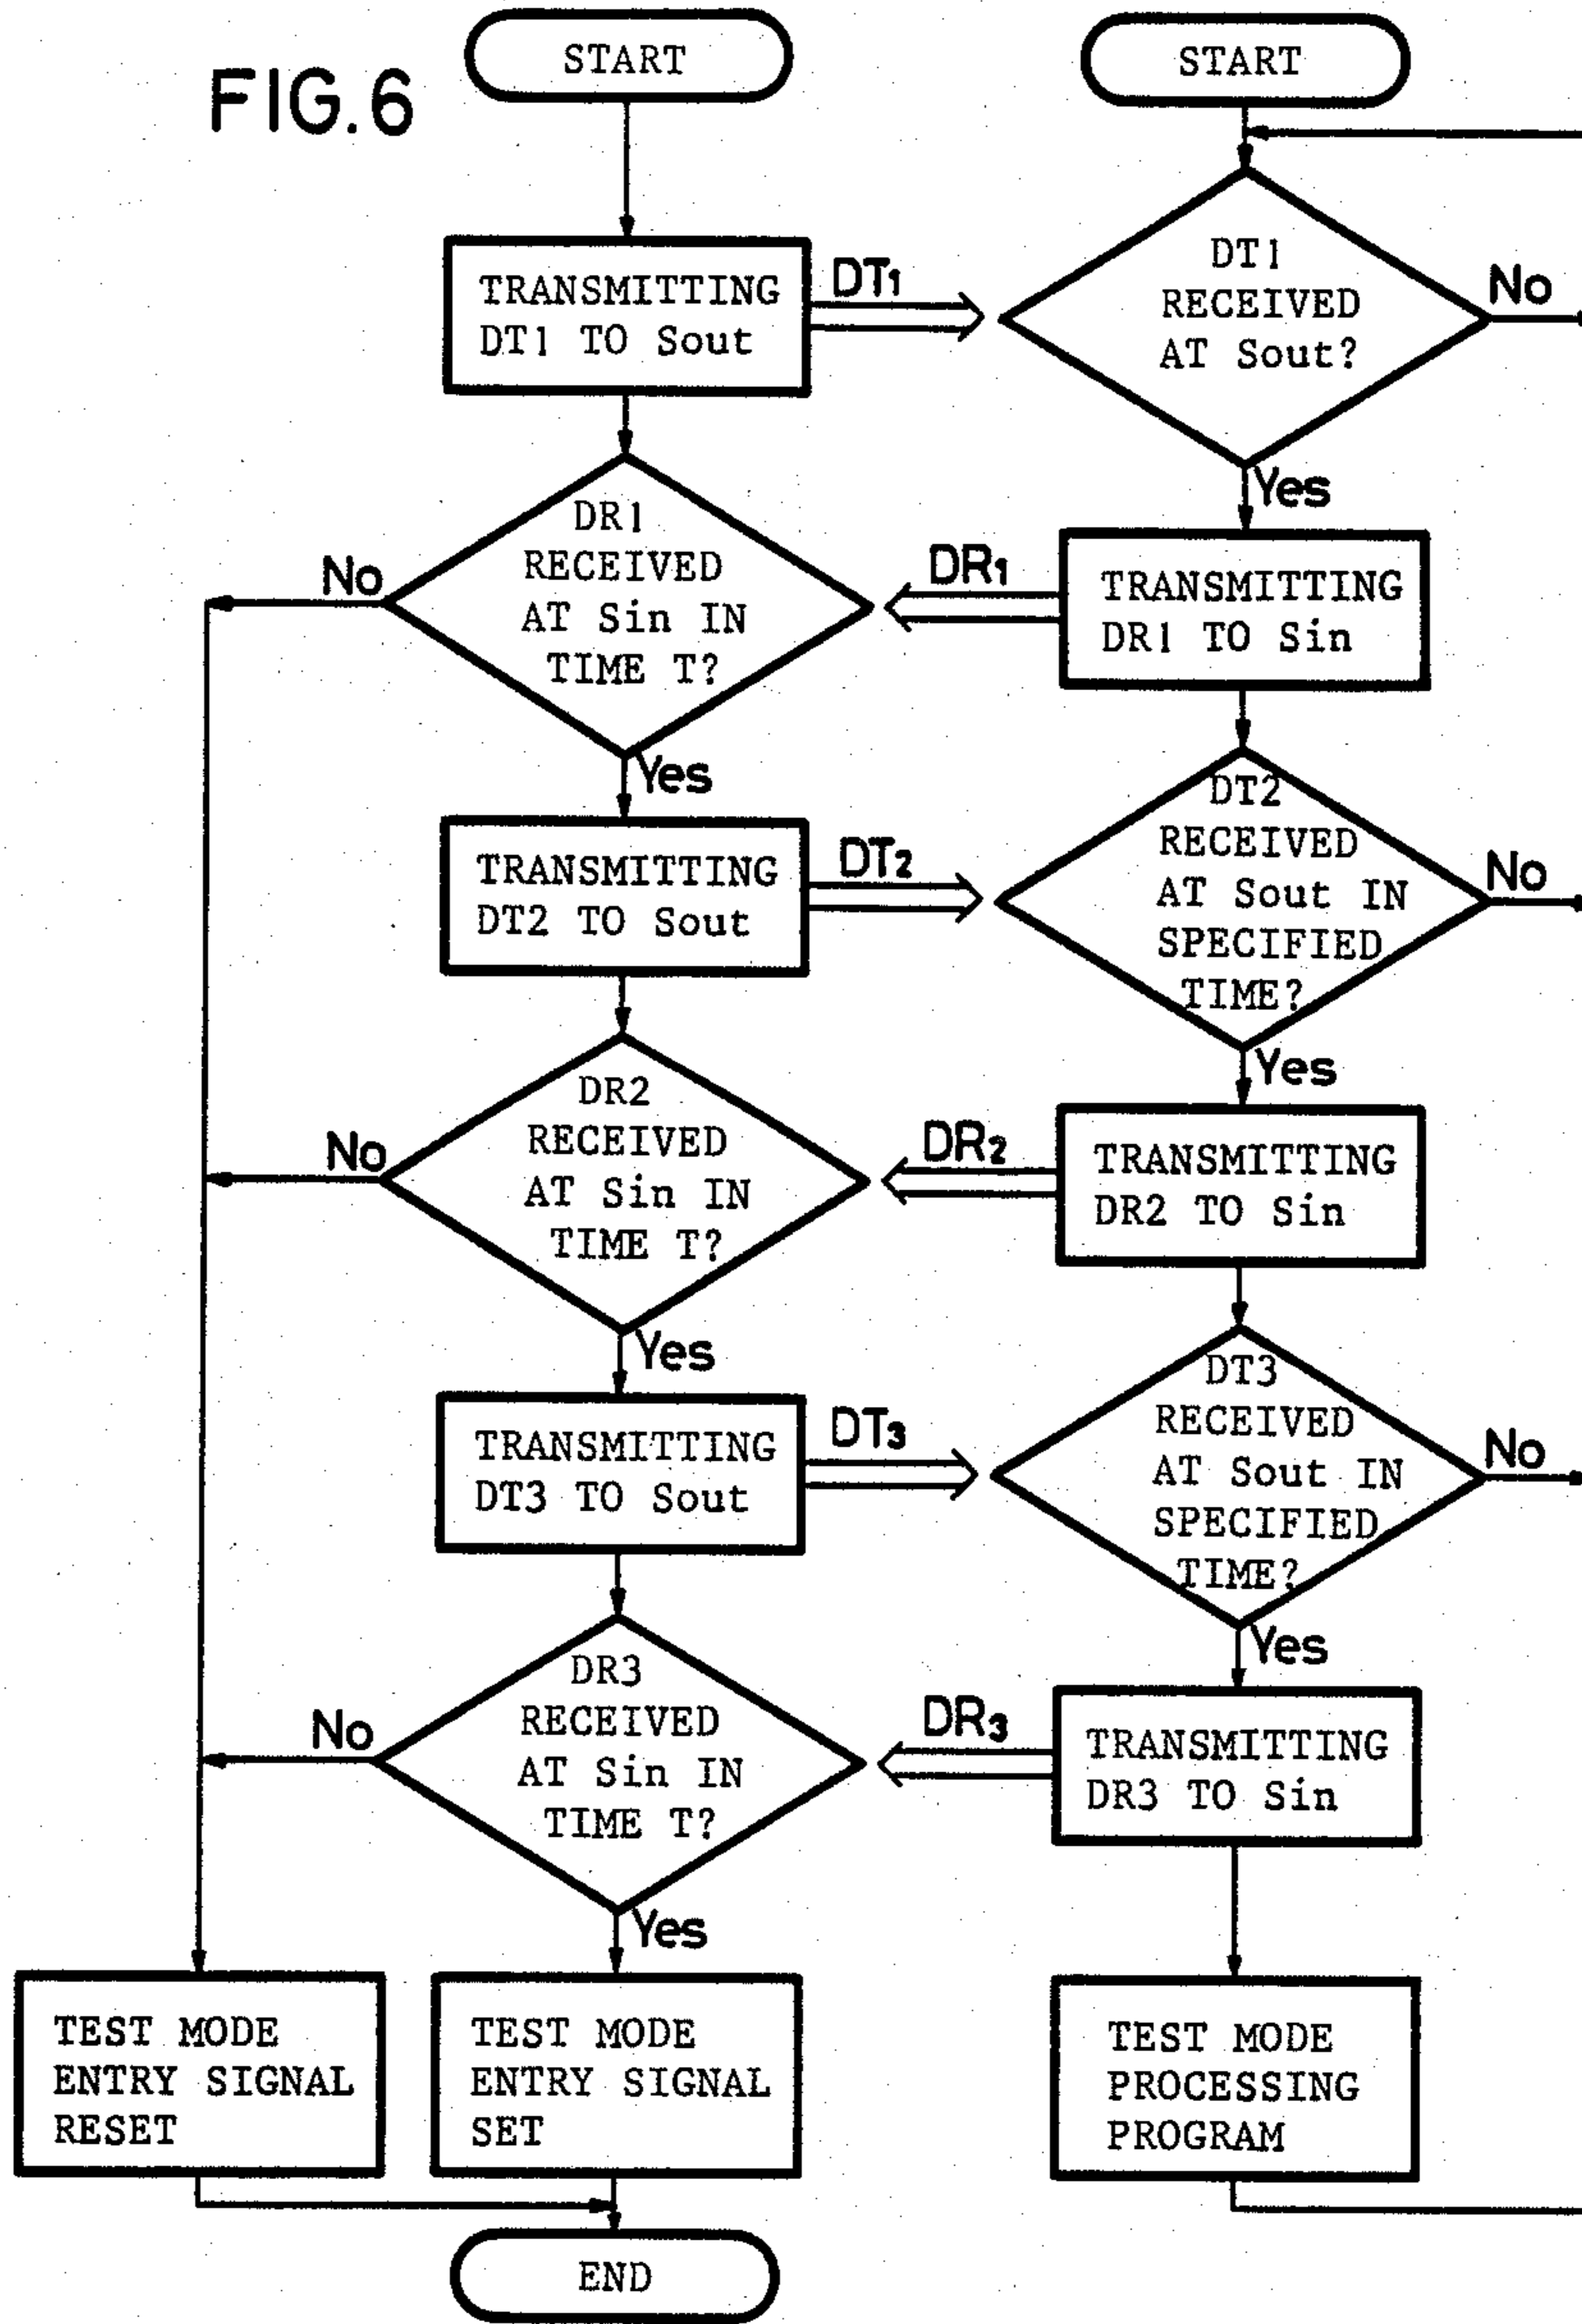 FIG.6
START
TRANSMITTING
DT1 TO Sout
DT1
DR1
RECEIVED
AT Sin IN
TIME T?
No
Yes
TRANSMITTING
DT2 TO Sout
DT2
DR2
RECEIVED
AT Sin IN
TIME T?
No
Yes
TRANSMITTING
DT3 TO Sout
DT3
DR3
RECEIVED
AT Sin IN
TIME T?
No
Yes
TEST MODE
ENTRY SIGNAL
RESET
TEST MODE
ENTRY SIGNAL
SET
END
START
DT1
RECEIVED
AT Sout?
No
Yes
DR1
TRANSMITTING
DR1 TO Sin
DT2
RECEIVED
AT Sout IN
SPECIFIED
TIME?
No
Yes
DR2
TRANSMITTING
DR2 TO Sin
DT3
RECEIVED
AT Sout IN
SPECIFIED
TIME?
No
Yes
DR3
TRANSMITTING
DR3 TO Sin
TEST MODE
PROCESSING
PROGRAM